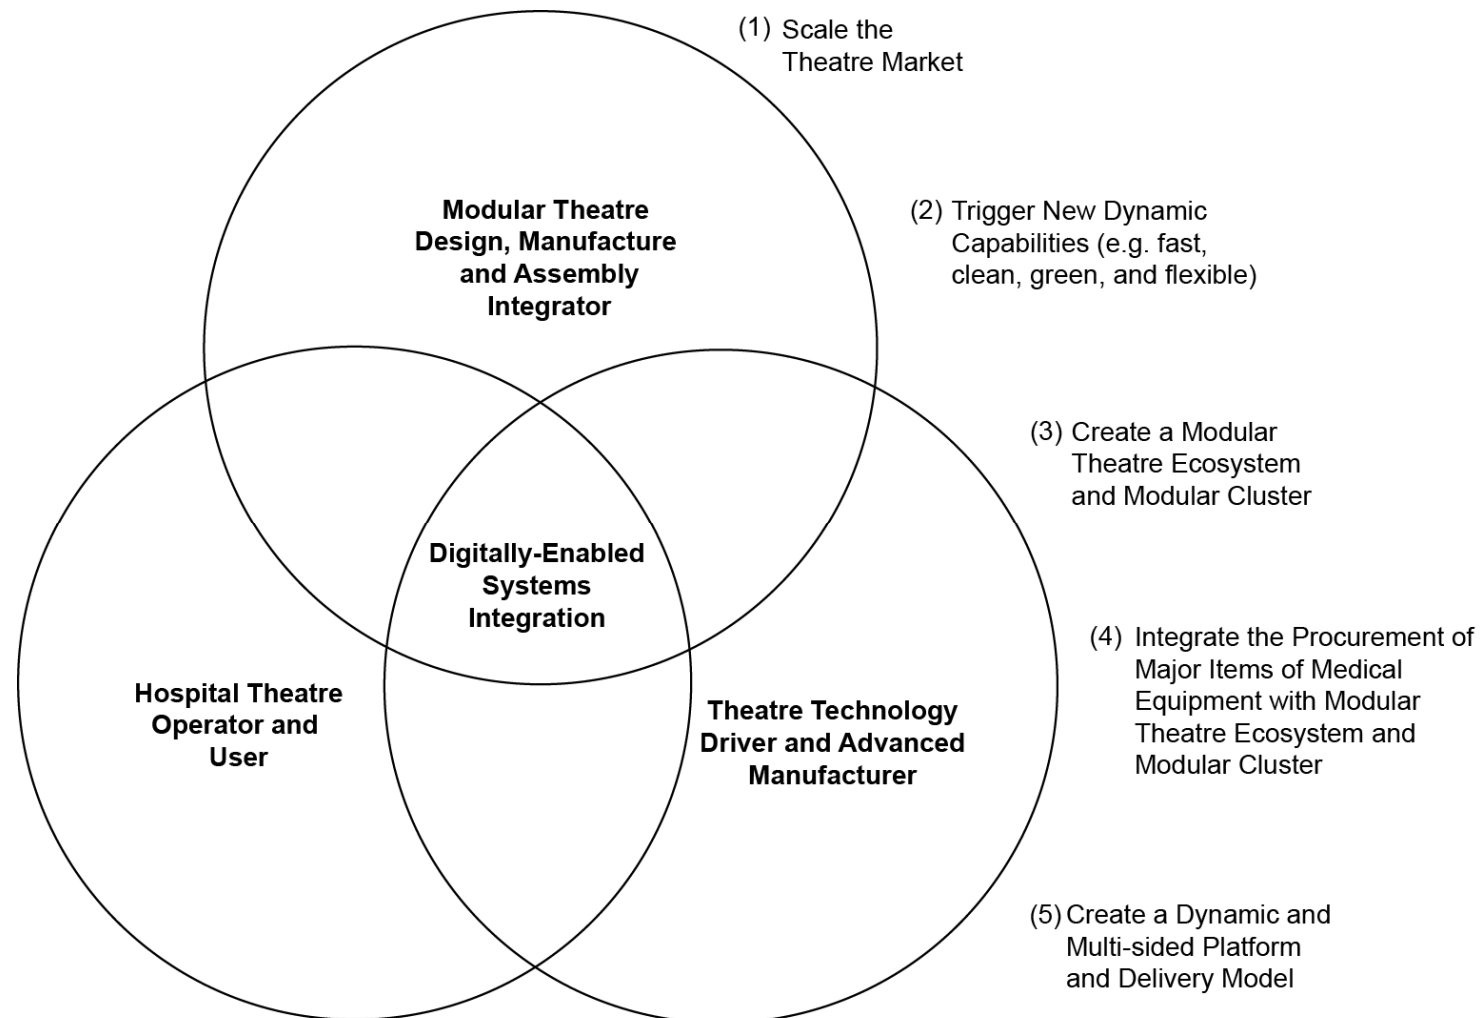 (1) Scale the
Theatre Market
Modular Theatre
Design, Manufacture
and Assembly
Integrator
(2) Trigger New Dynamic
Capabilities (e.g. fast,
clean, green, and flexible)
(3) Create a Modular
Theatre Ecosystem
and Modular Cluster
Digitally-Enabled
Systems
Integration
Hospital Theatre
Operator and
User
Theatre Technology
Driver and Advanced
Manufacturer
(4) Integrate the Procurement of
Major Items of Medical
Equipment with Modular
Theatre Ecosystem and
Modular Cluster
(5) Create a Dynamic and
Multi-sided Platform
and Delivery Model